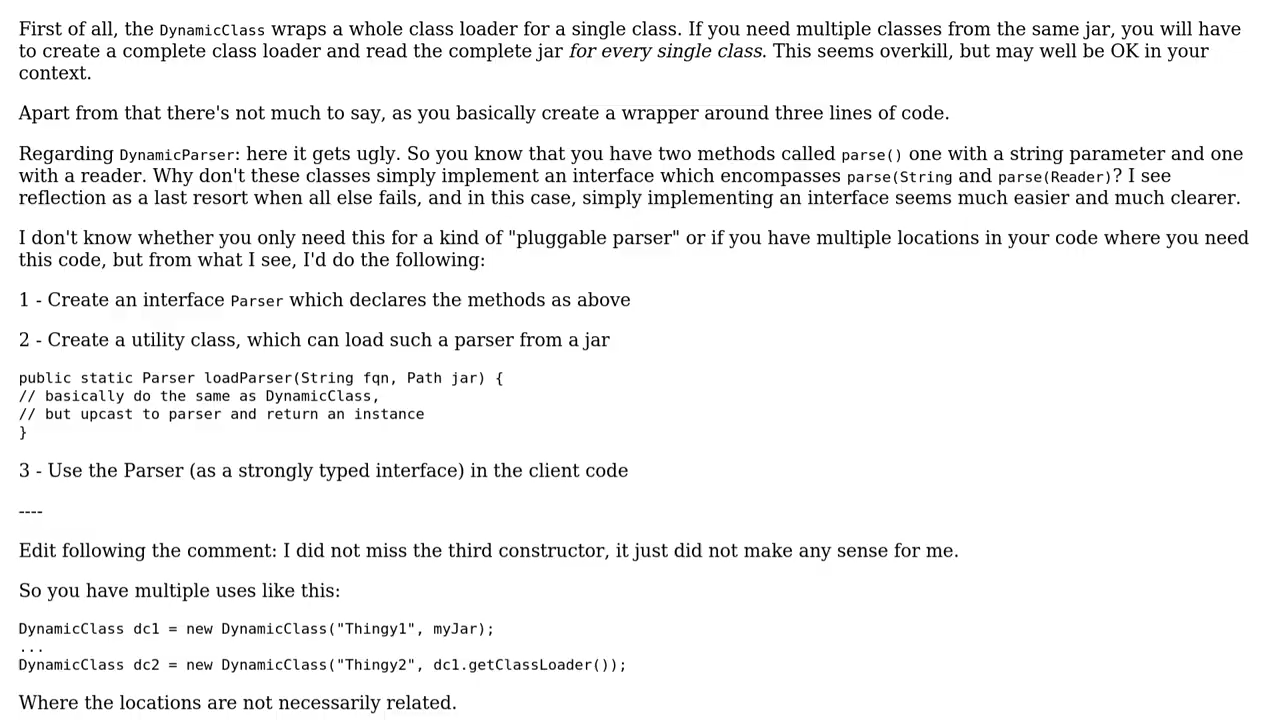 First of all, the DynamicClass wraps a whole class loader for a single class. If you need multiple classes from the same jar, you will have
to create a complete class loader and read the complete jar for every single class. This seems overkill, but may well be OK in your
context.
Apart from that there's not much to say, as you basically create a wrapper around three lines of code.
Regarding DynamicParser: here it gets ugly. So you know that you have two methods called parse() one with a string parameter and one
with a reader. Why don't these classes simply implement an interface which encompasses parse(String and parse(Reader)? I see
reflection as a last resort when all else fails, and in this case, simply implementing an interface seems much easier and much clearer.
I don't know whether you only need this for a kind of "pluggable parser" or if you have multiple locations in your code where you need
this code, but from what I see, I'd do the following:
1 - Create an interface Parser which declares the methods as above
2 - Create a utility class, which can load such a parser from a jar
public static Parser loadParser(String fqn, Path jar) {
// basically do the same as DynamicClass,
// but upcast to parser and return an instance
}
3 - Use the Parser (as a strongly typed interface) in the client code
----
Edit following the comment: I did not miss the third constructor, it just did not make any sense for me.
So you have multiple uses like this:
DynamicClass dc1 = new DynamicClass("Thingy1", myJar);
...
DynamicClass dc2 = new DynamicClass("Thingy2", dc1.getClassLoader());
Where the locations are not necessarily related.